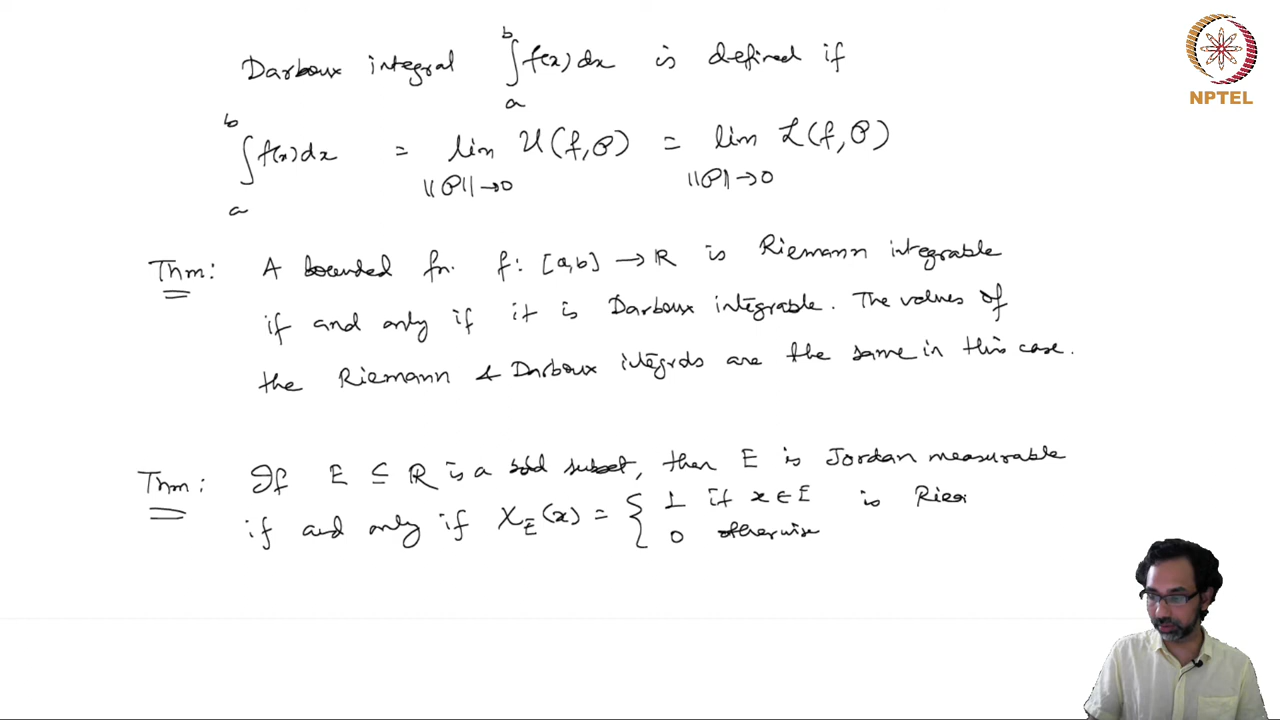 Darboux integral ∫_a^b f(x)dx is defined if
∫_a^b f(x)dx = lim_{||P||→0} U(f,P) = lim_{||P||→0} L(f,P)
Thm: A bounded fn. f: [a,b] → R is Riemann integrable
if and only if it is Darboux integrable. The values of
the Riemann & Darboux integrals are the same in this case.
Thm: If E ⊆ R is a bdd subset, then E is Jordan measurable
if and only if χ_E(x) = { 1 if x ∈ E is Riea
0 otherwise
NPTEL